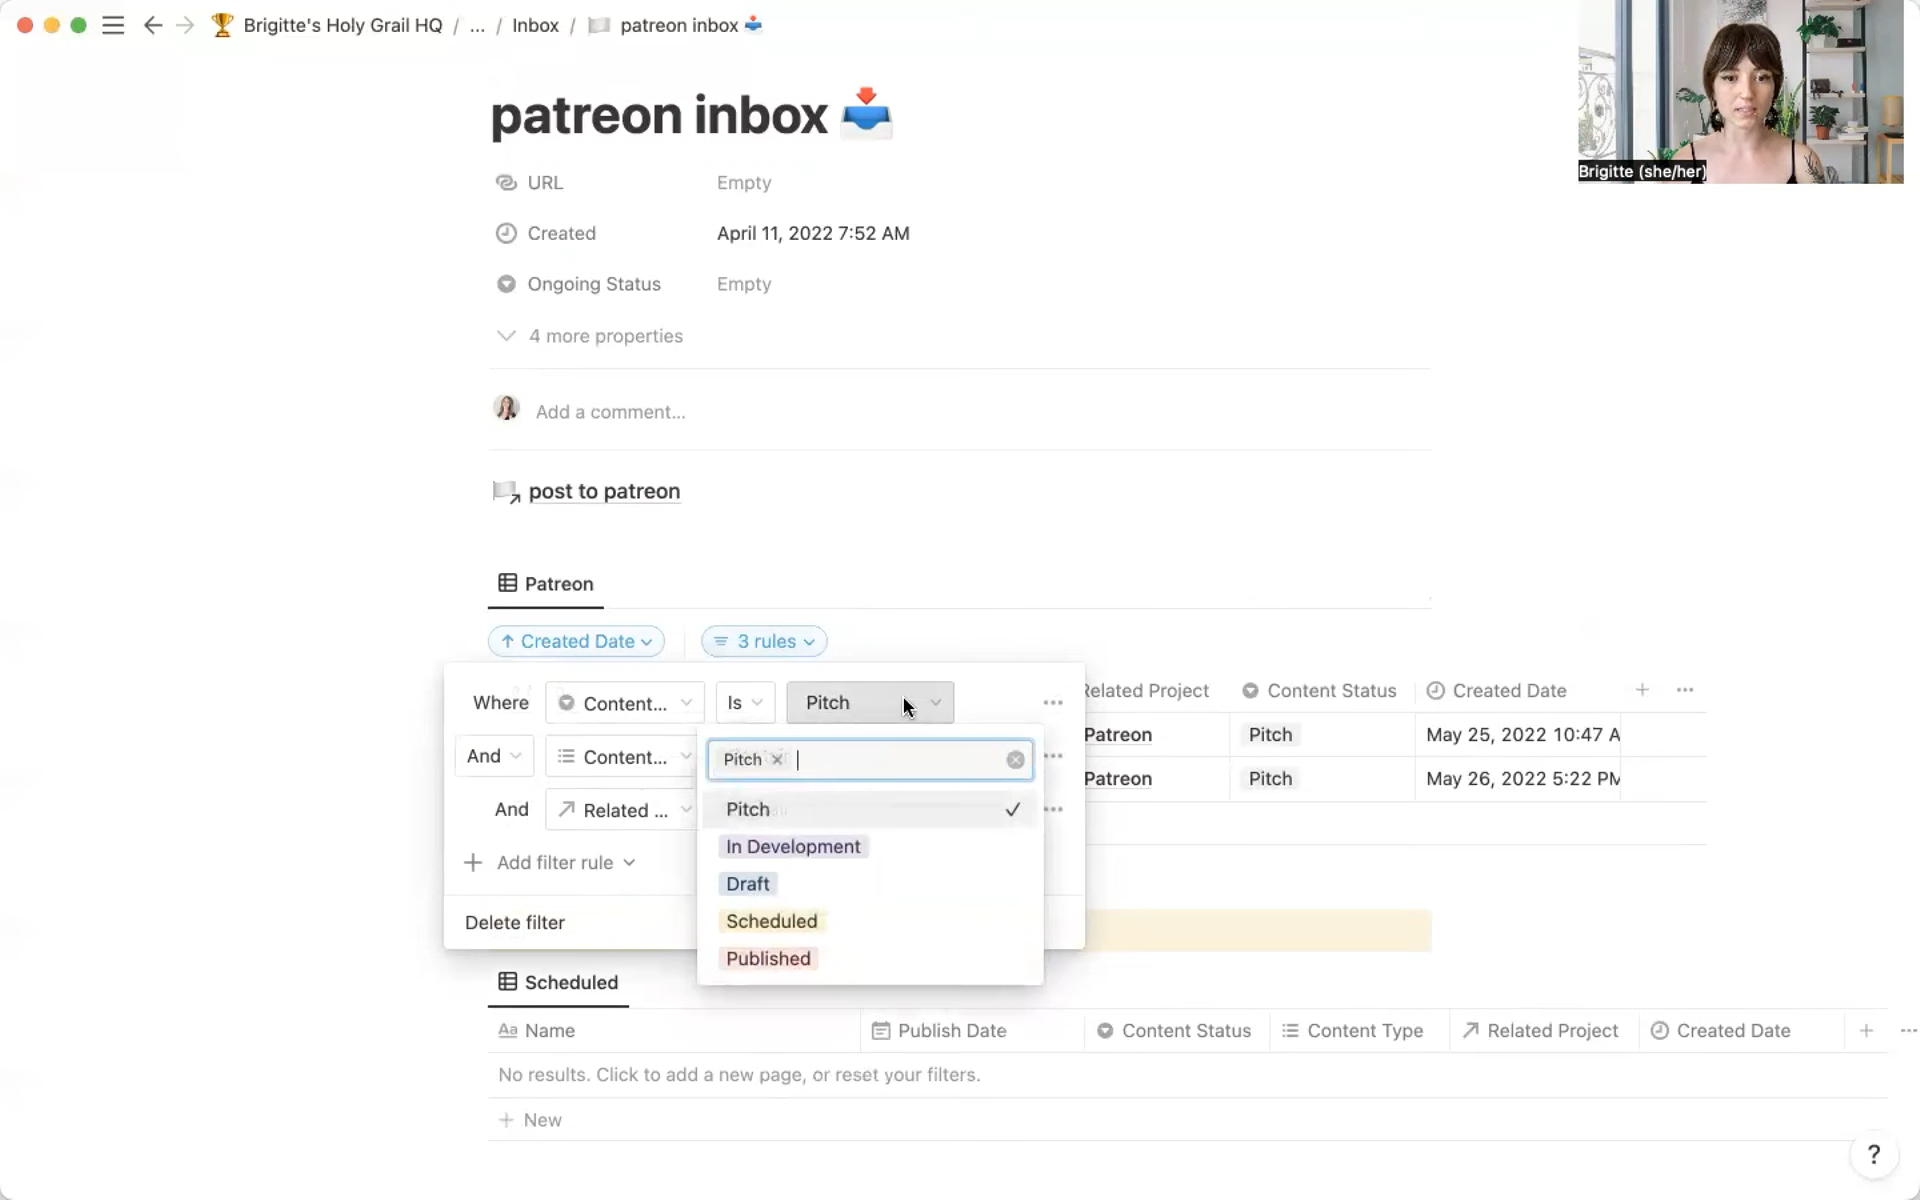 Brigitte's Holy Grail HQ / ... / Inbox / patreon inbox
Brigitte (she/her)
patreon inbox
URL Empty
Created April 11, 2022 7:52 AM
Ongoing Status Empty
4 more properties
Add a comment...
post to patreon
Patreon
Created Date 3 rules
Related Project Content Status Created Date
Where Content... Is Pitch
Patreon Pitch May 25, 2022 10:47 A
And Content...
Pitch
Patreon Pitch May 26, 2022 5:22 PM
And Related ...
Pitch
In Development
Add filter rule
Draft
Scheduled
Delete filter
Published
Scheduled
Aa Name Publish Date Content Status Content Type Related Project Created Date
No results. Click to add a new page, or reset your filters.
+ New
?